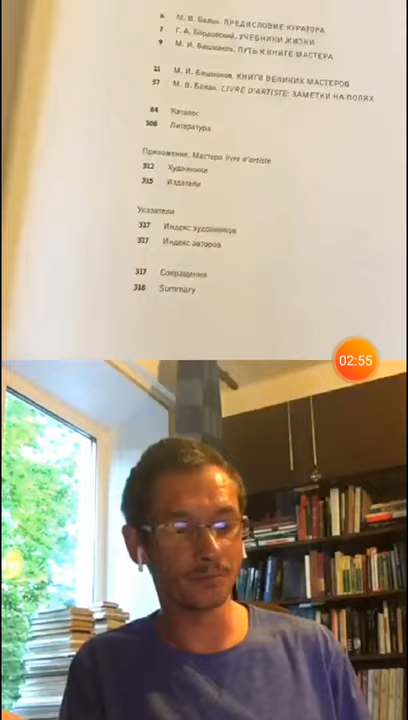 6 М. В. Балан. ПРЕДИСЛОВИЕ КУРАТОРА
7 Г. А. Бордовский. УЧЕБНИКИ ЖИЗНИ
9 М. И. Башмаков. ПУТЬ К КНИГЕ МАСТЕРА
11 М. И. Башмаков. КНИГИ ВЕЛИКИХ МАСТЕРОВ
57 М. В. Балан. LIVRE D'ARTISTE: ЗАМЕТКИ НА ПОЛЯХ
84 Каталог
308 Литература
Приложение. Мастера livre d'artiste
312 Художники
315 Издатели
Указатели
317 Индекс художников
317 Индекс авторов
317 Сокращения
318 Summary
02:55